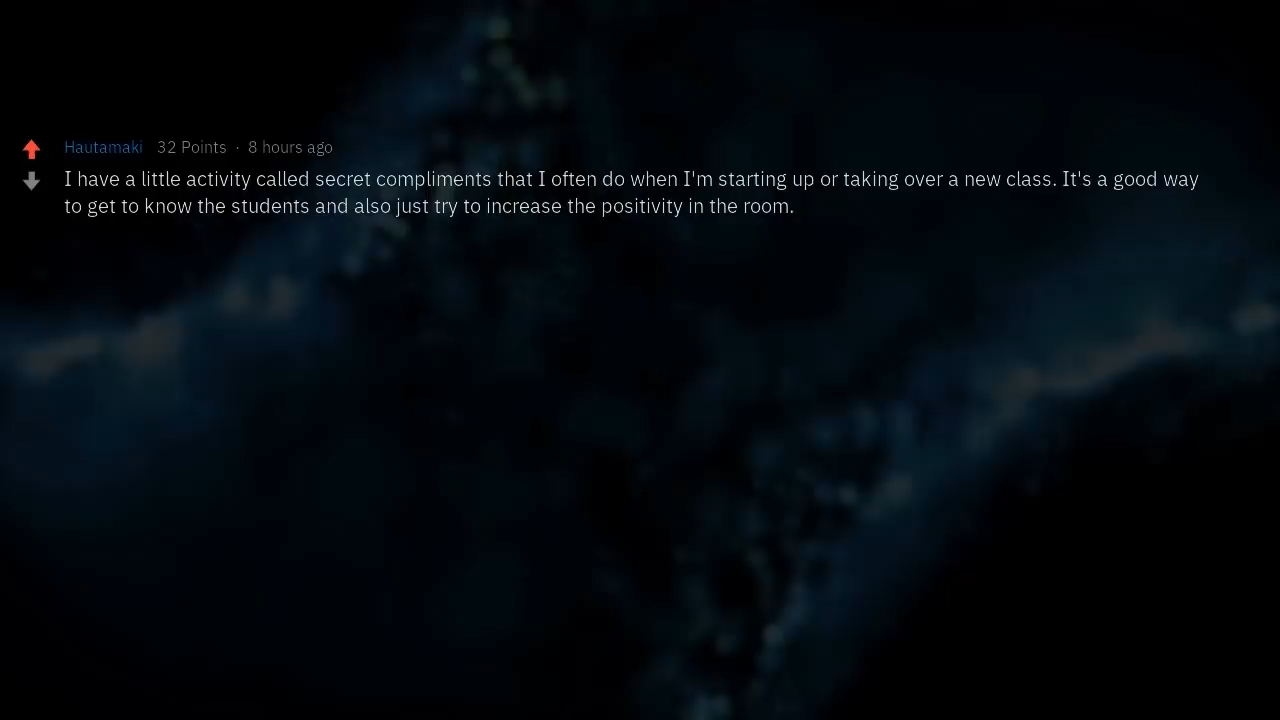 Hautamaki 32 Points · 8 hours ago
I have a little activity called secret compliments that I often do when I'm starting up or taking over a new class. It's a good way
to get to know the students and also just try to increase the positivity in the room.